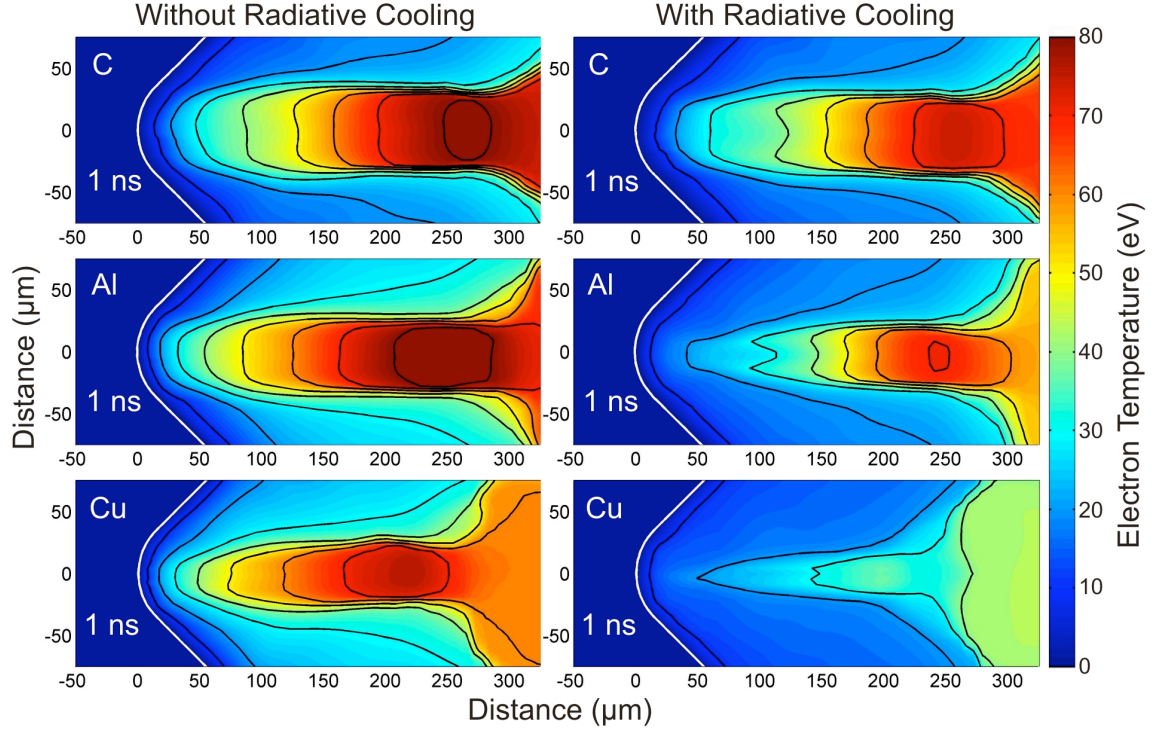 Without Radiative Cooling
With Radiative Cooling
C
1 ns
50
0
-50
-50 0 50 100 150 200 250 300
C
1 ns
50
0
-50
-50 0 50 100 150 200 250 300
Al
1 ns
50
0
-50
-50 0 50 100 150 200 250 300
Al
1 ns
50
0
-50
-50 0 50 100 150 200 250 300
Cu
1 ns
50
0
-50
-50 0 50 100 150 200 250 300
Cu
1 ns
50
0
-50
-50 0 50 100 150 200 250 300
Distance (µm)
Distance (µm)
80
70
60
50
40
30
20
10
0
Electron Temperature (eV)